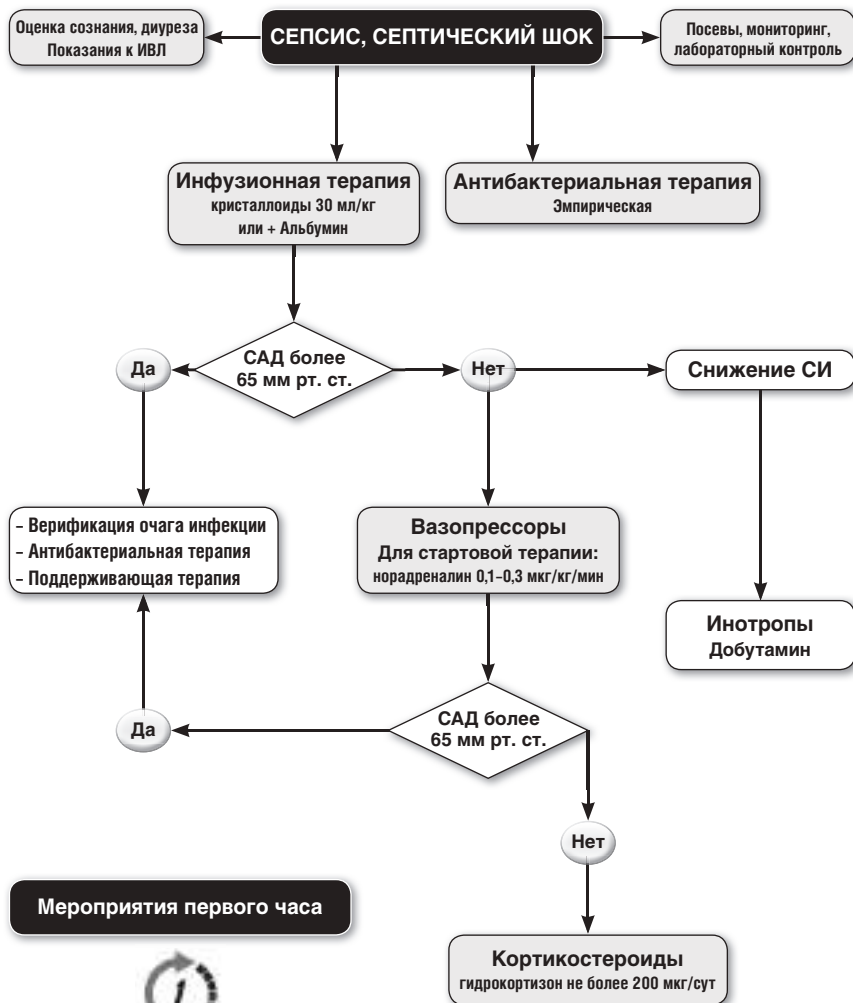 Оценка сознания, диуреза
Показания к ИВЛ
СЕПСИС, СЕПТИЧЕСКИЙ ШОК
Посевы, мониторинг,
лабораторный контроль
Инфузионная терапия
кристаллоиды 30 мл/кг
или + Альбумин
Антибактериальная терапия
Эмпирическая
Да
САД более
65 мм рт. ст.
Нет
Снижение СИ
– Верификация очага инфекции
– Антибактериальная терапия
– Поддерживающая терапия
Вазопрессоры
Для стартовой терапии:
норадреналин 0,1–0,3 мкг/кг/мин
Инотропы
Добутамин
Да
САД более
65 мм рт. ст.
Нет
Мероприятия первого часа
1
Кортикостероиды
гидрокортизон не более 200 мкг/сут